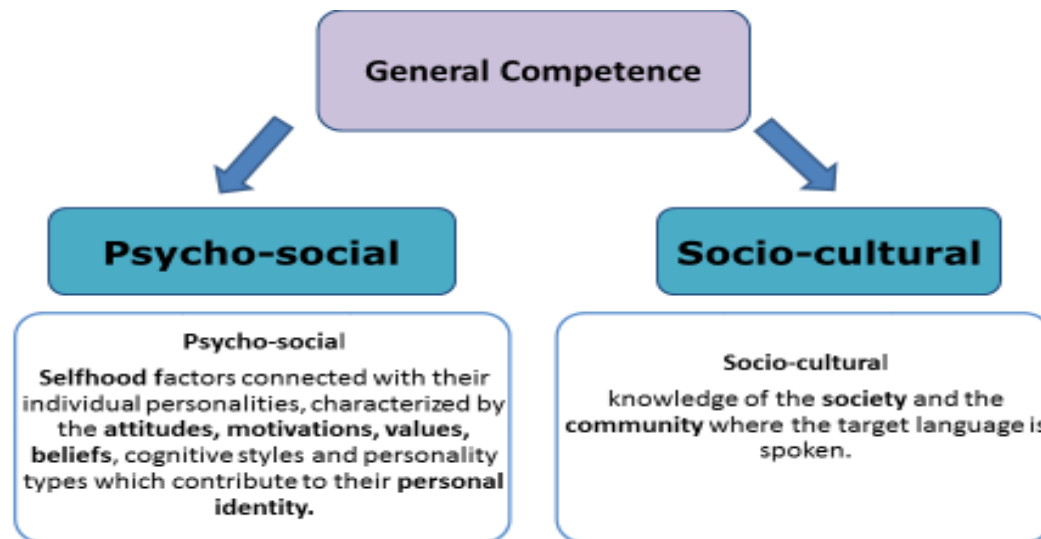 General Competence
Psycho-social
Socio-cultural
Psycho-social
Selfhood factors connected with their
individual personalities, characterized by
the attitudes, motivations, values,
beliefs, cognitive styles and personality
types which contribute to their personal
identity.
Socio-cultural
knowledge of the society and the
community where the target language is
spoken.